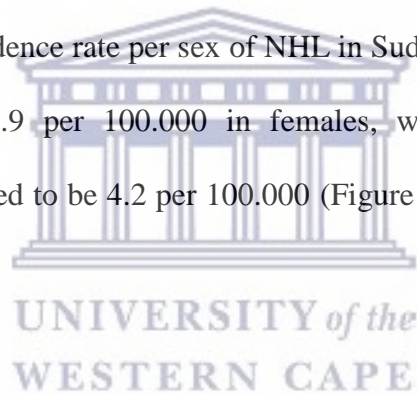 dence rate per sex of NHL in Sud
.9 per 100.000 in females, w
ed to be 4.2 per 100.000 (Figure
UNIVERSITY of the
WESTERN CAPE